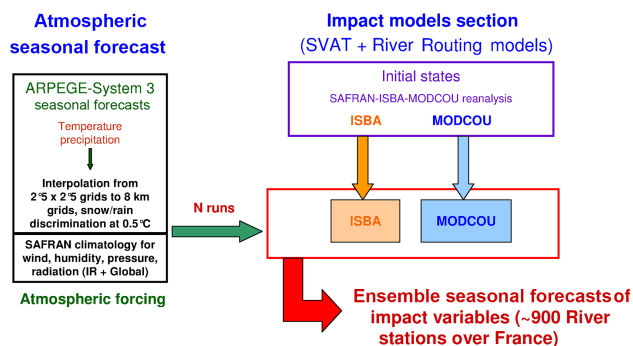 Atmospheric
seasonal forecast
ARPEGE-System 3
seasonal forecasts
Temperature
precipitation
Interpolation from
2°5 x 2°5 grids to 8 km
grids, snow/rain
discrimination at 0.5°C
SAFRAN climatology for
wind, humidity, pressure,
radiation (IR + Global)
Atmospheric forcing
N runs
Impact models section
(SVAT + River Routing models)
Initial states
SAFRAN-ISBA-MODCOU reanalysis
ISBA MODCOU
ISBA MODCOU
Ensemble seasonal forecasts of
impact variables (~900 River
stations over France)